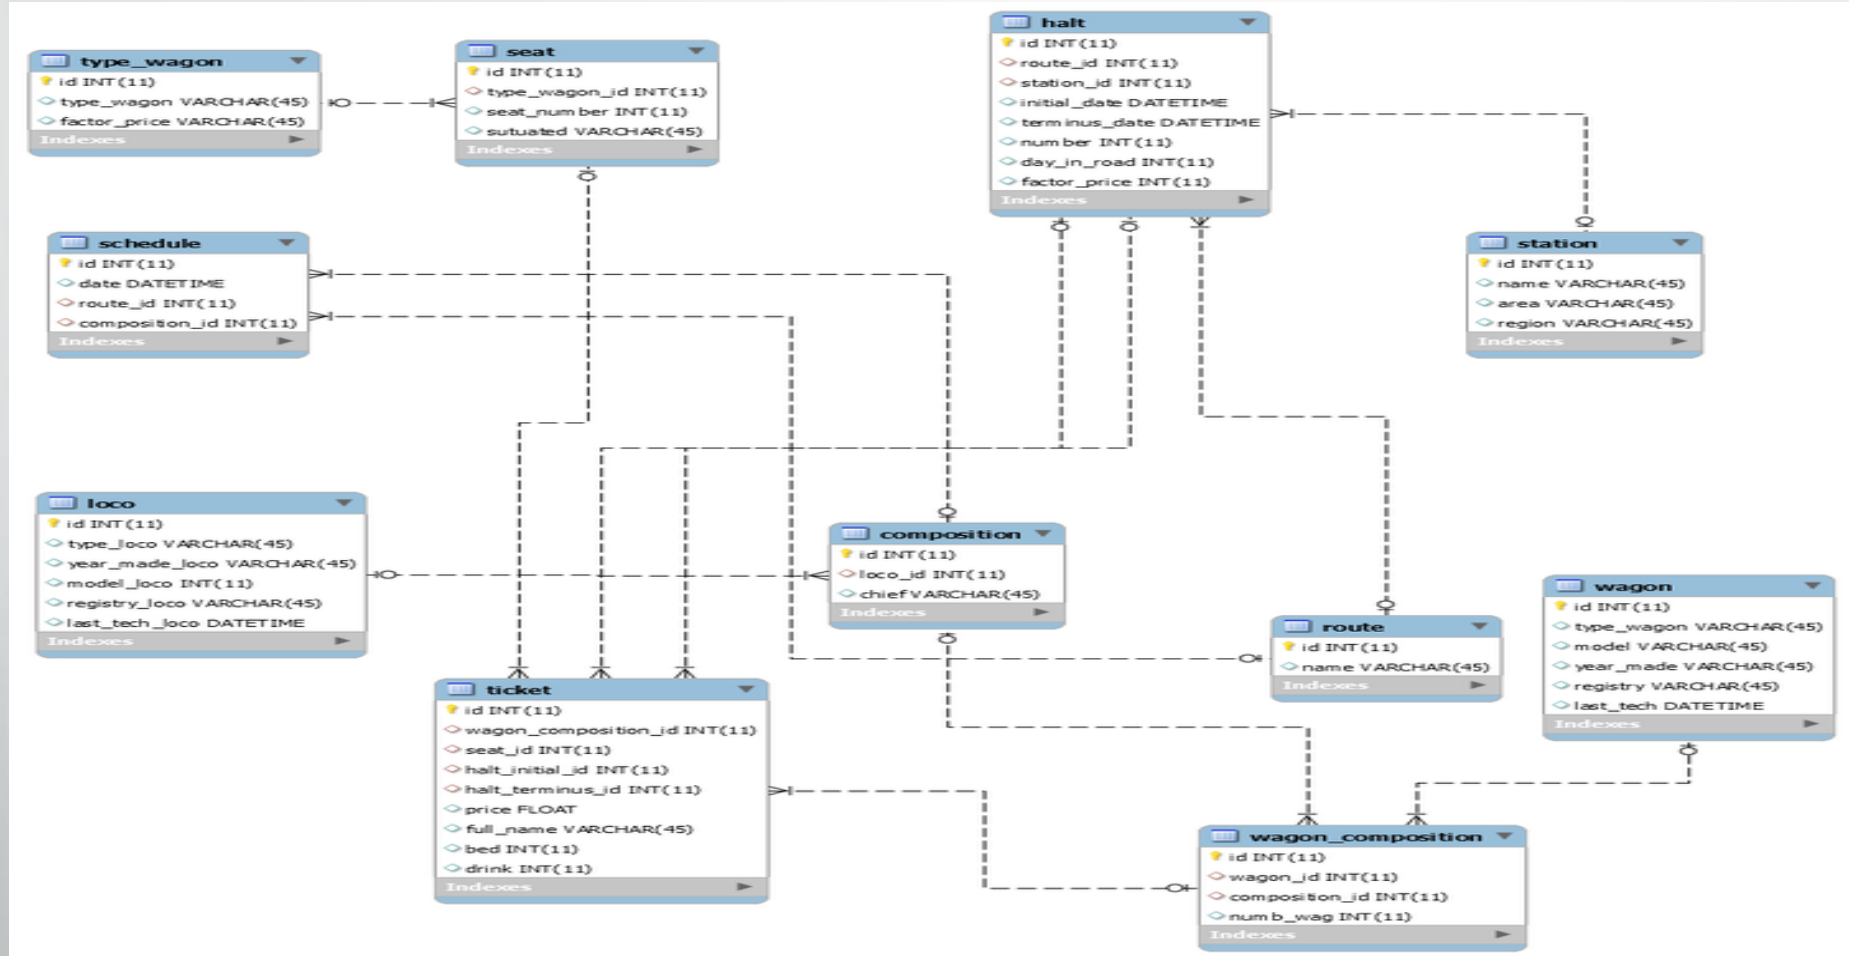 type_wagon
id INT(11)
type_wagon VARCHAR(45)
factor_price VARCHAR(45)
Indexes
seat
id INT(11)
type_wagon_id INT(11)
seat_number INT(11)
sutuated VARCHAR(45)
Indexes
halt
id INT(11)
route_id INT(11)
station_id INT(11)
initial_date DATETIME
terminus_date DATETIME
number INT(11)
day_in_road INT(11)
factor_price INT(11)
Indexes
schedule
id INT(11)
date DATETIME
route_id INT(11)
composition_id INT(11)
Indexes
station
id INT(11)
name VARCHAR(45)
area VARCHAR(45)
region VARCHAR(45)
Indexes
loco
id INT(11)
type_loco VARCHAR(45)
year_made_loco VARCHAR(45)
model_loco INT(11)
registry_loco VARCHAR(45)
last_tech_loco DATETIME
Indexes
composition
id INT(11)
loco_id INT(11)
chief VARCHAR(45)
Indexes
route
id INT(11)
name VARCHAR(45)
Indexes
wagon
id INT(11)
type_wagon VARCHAR(45)
model VARCHAR(45)
year_made VARCHAR(45)
registry VARCHAR(45)
last_tech DATETIME
Indexes
ticket
id INT(11)
wagon_composition_id INT(11)
seat_id INT(11)
halt_initial_id INT(11)
halt_terminus_id INT(11)
price FLOAT
full_name VARCHAR(45)
bed INT(11)
drink INT(11)
Indexes
wagon_composition
id INT(11)
wagon_id INT(11)
composition_id INT(11)
numb_wag INT(11)
Indexes